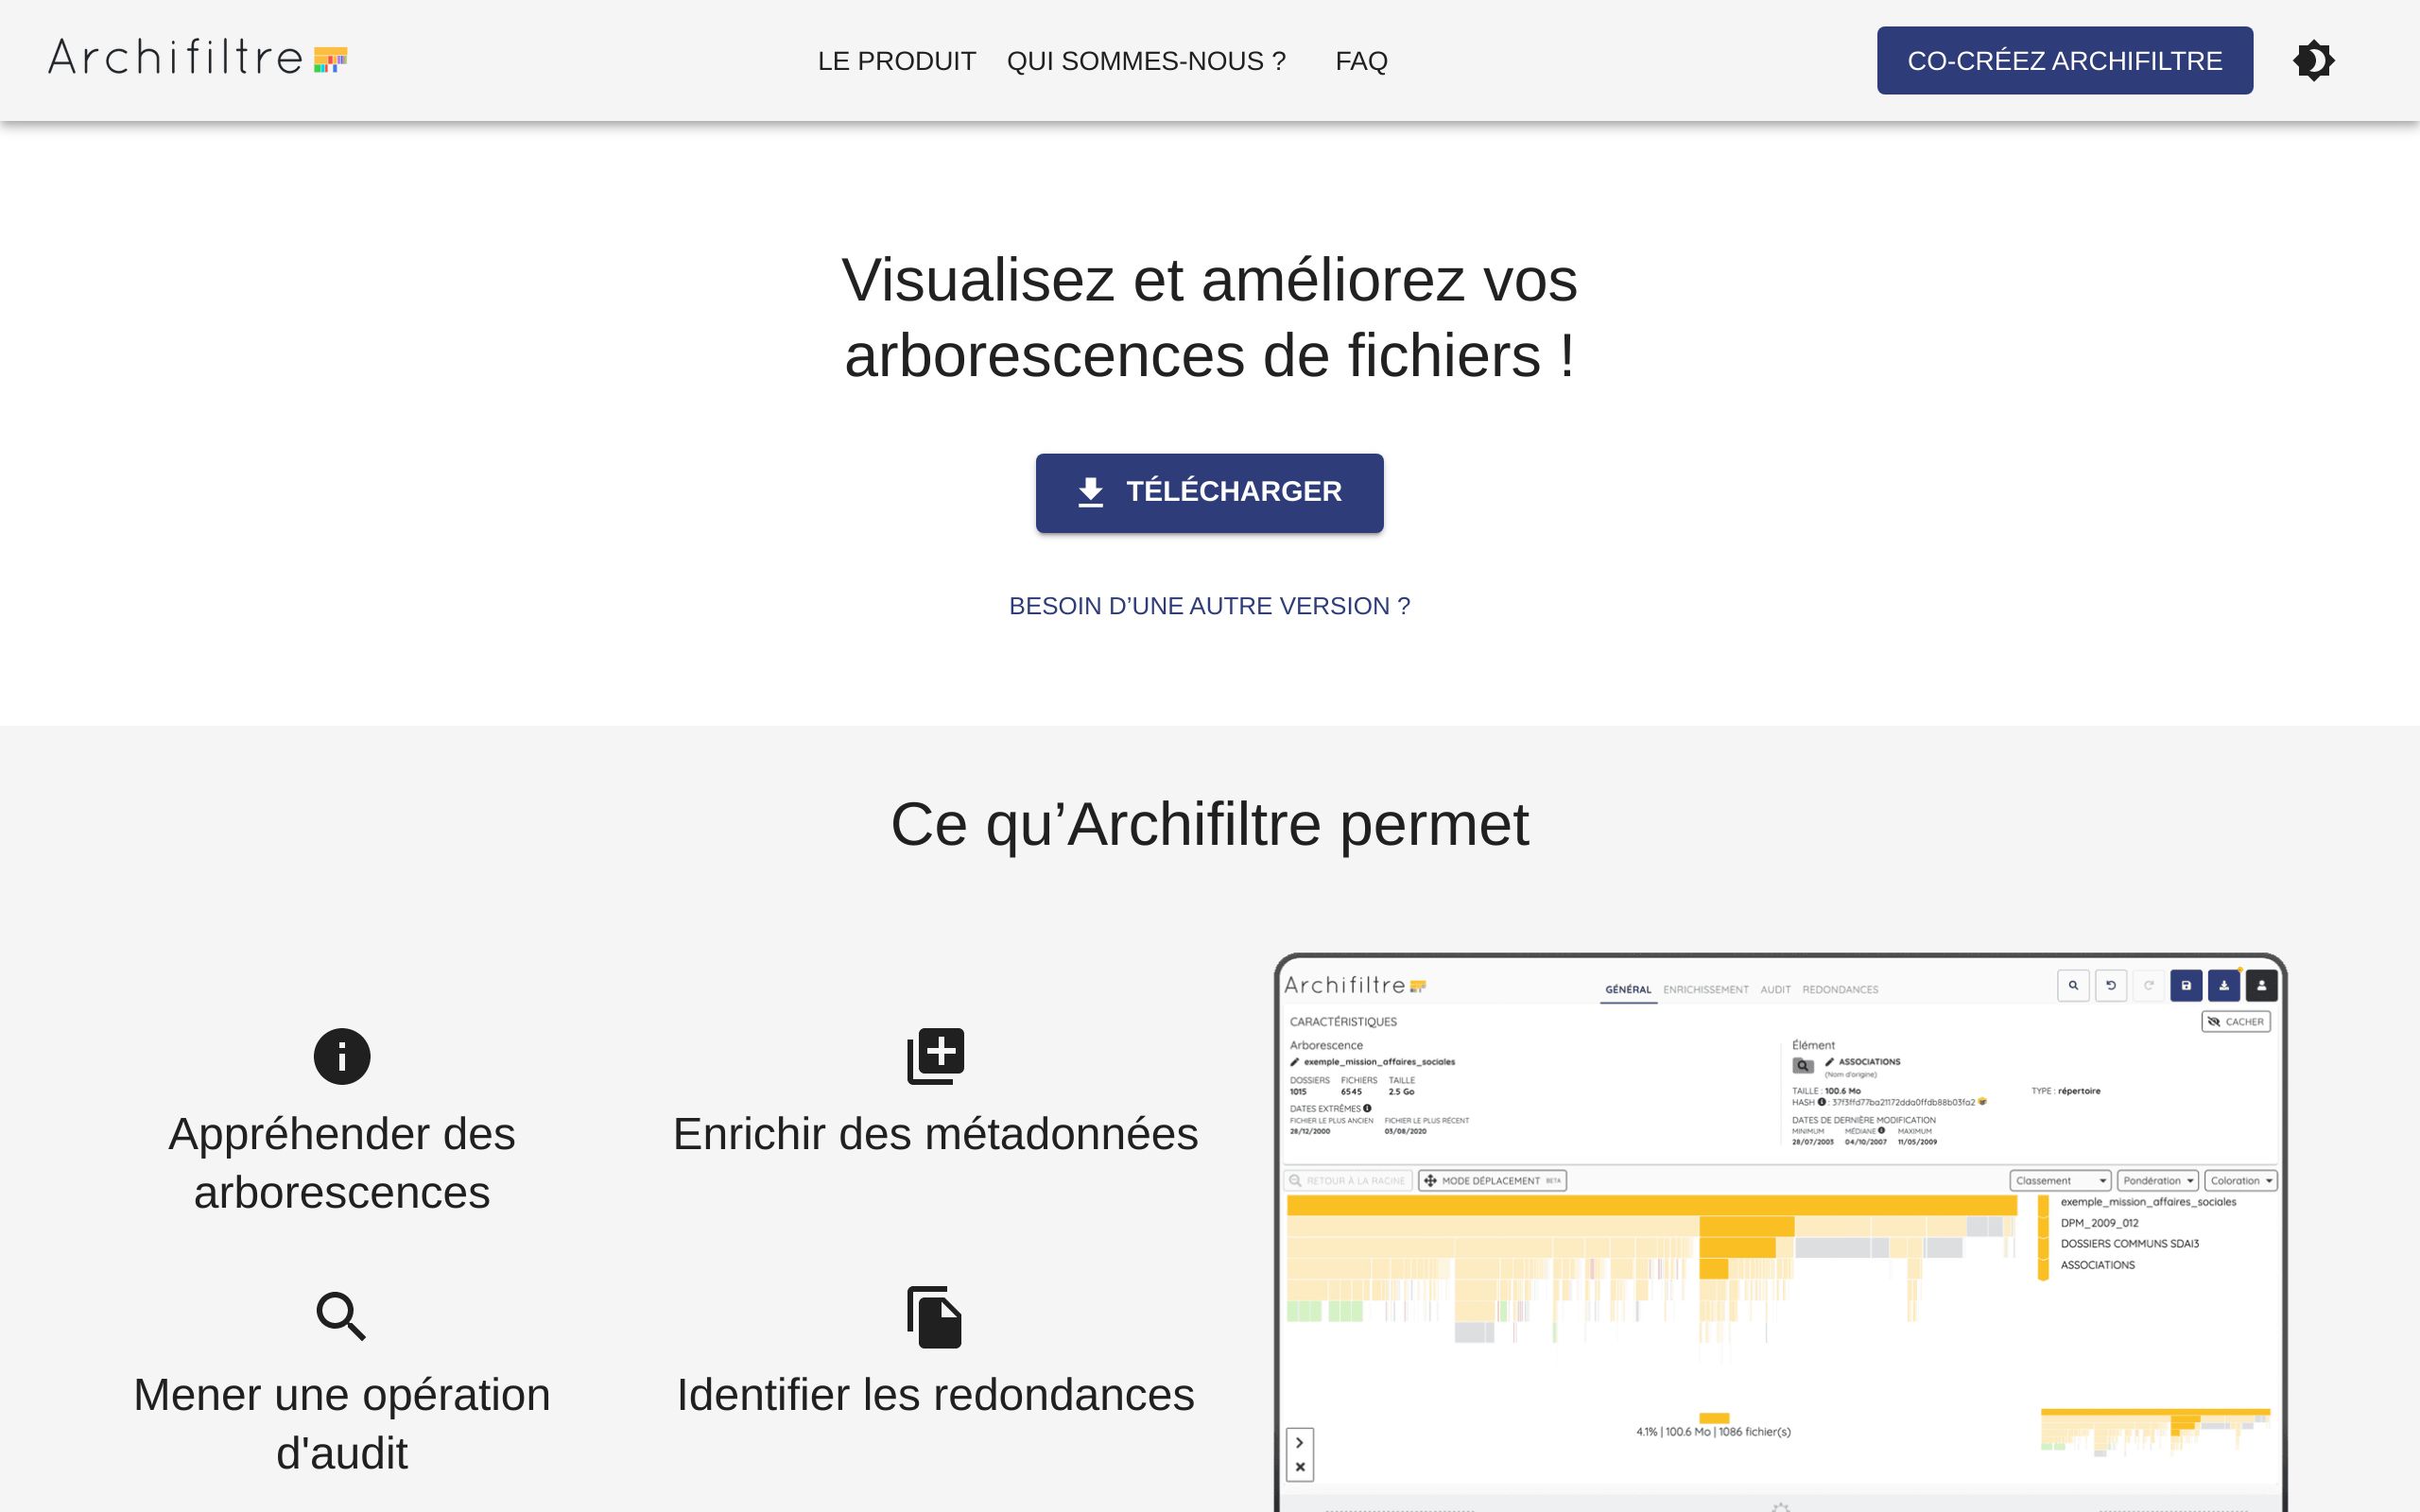 Archifiltre
LE PRODUIT
QUI SOMMES-NOUS ?
FAQ
CO-CRÉEZ ARCHIFILTRE
Visualisez et améliorez vos
arborescences de fichiers !
TÉLÉCHARGER
BESOIN D’UNE AUTRE VERSION ?
Ce qu’Archifiltre permet
Appréhender des
arborescences
Enrichir des métadonnées
Mener une opération
d'audit
Identifier les redondances
Archifiltre
GÉNÉRAL ENRICHISSEMENT AUDIT REDONDANCES
CARACTÉRISTIQUES
CACHER
Arborescence
exemple_mission_affaires_sociales
DOSSIERS FICHIERS TAILLE
1015 6545 2.5 Go
DATES EXTRÊMES
FICHIER LE PLUS ANCIEN FICHIER LE PLUS RÉCENT
28/12/2000 03/08/2020
Élément
ASSOCIATIONS
(Nom d'origine)
TAILLE : 100.6 Mo
TYPE : répertoire
HASH : 37f3ffd77ba21172dda0ffdb88b03fa2
DATES DE DERNIÈRE MODIFICATION
MINIMUM MÉDIANE MAXIMUM
28/07/2003 04/10/2007 11/05/2009
RETOUR À LA RACINE
MODE DÉPLACEMENT BETA
Classement
Pondération
Coloration
exemple_mission_affaires_sociales
DPM_2009_012
DOSSIERS COMMUNS SDAI3
ASSOCIATIONS
4.1% | 100.6 Mo | 1086 fichier(s)